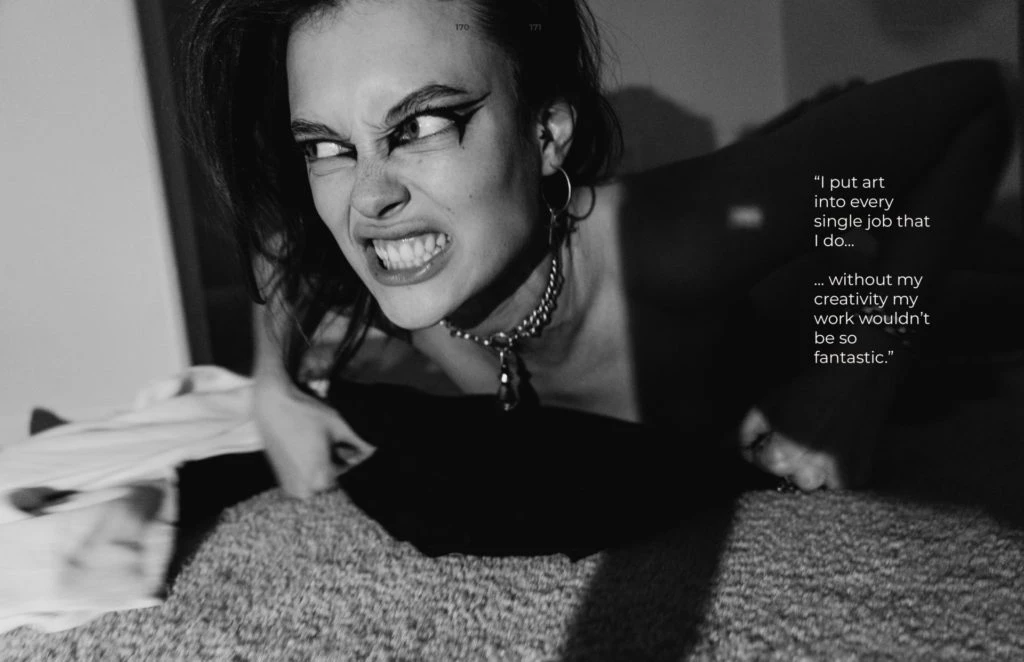 170 171
“I put art
into every
single job that
I do...
... without my
creativity my
work wouldn’t
be so
fantastic.”